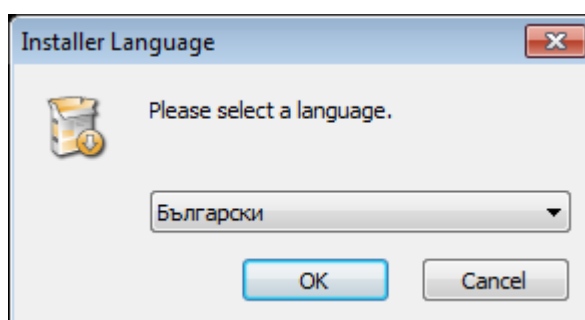 Installer Language
Please select a language.
Български
OK
Cancel